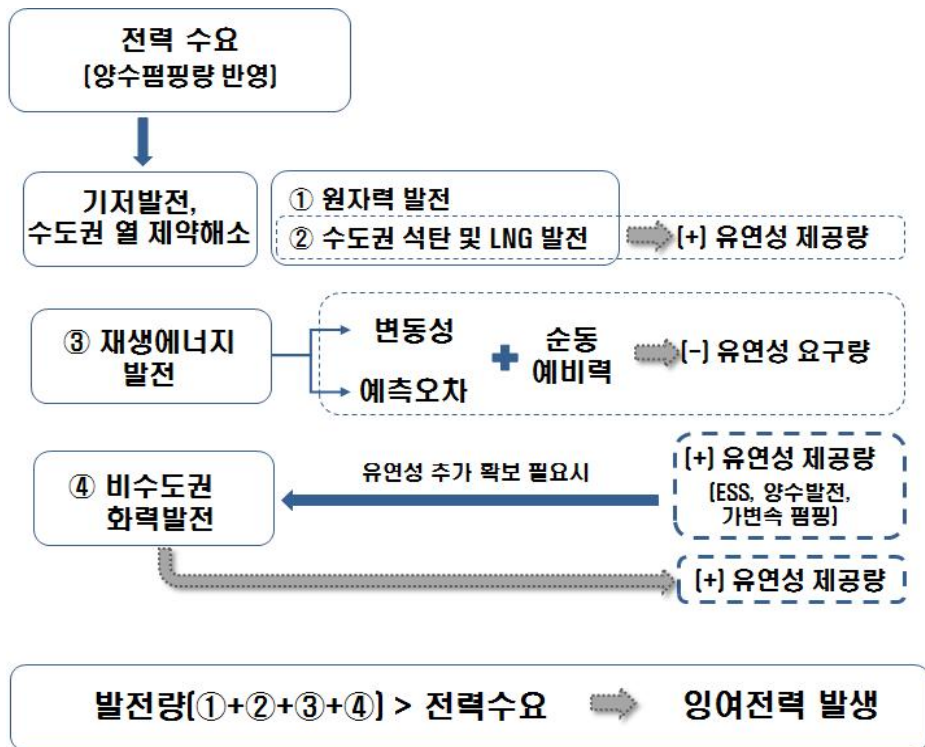 전력 수요
(양수펌핑량 반영)
기저발전,
수도권 열 제약해소
① 원자력 발전
② 수도권 석탄 및 LNG 발전
(+) 유연성 제공량
③ 재생에너지
발전
변동성
예측오차
순동
예비력
(-) 유연성 요구량
④ 비수도권
화력발전
유연성 추가 확보 필요시
(+) 유연성 제공량
(ESS, 양수발전,
가변속 펌핑)
(+) 유연성 제공량
발전량(①+②+③+④) > 전력수요
잉여전력 발생